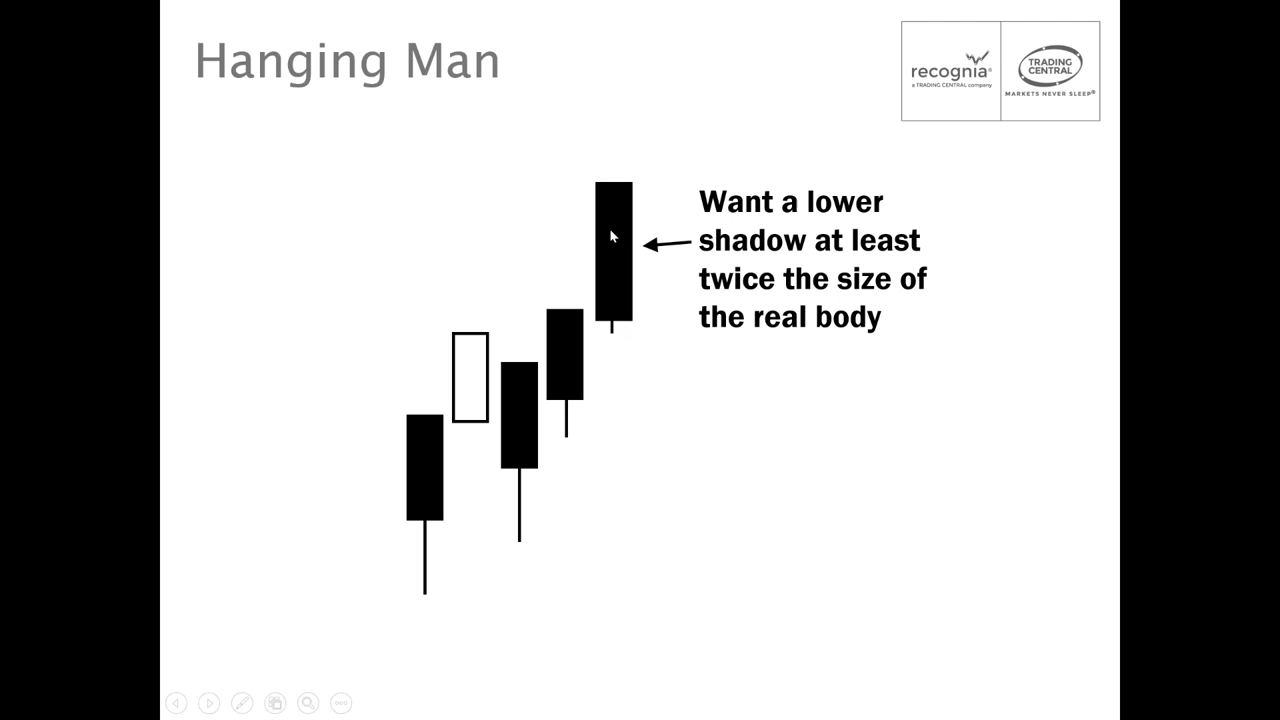 Hanging Man
recognia®
a TRADING CENTRAL company
TRADING
CENTRAL
MARKETS NEVER SLEEP®
Want a lower
shadow at least
twice the size of
the real body